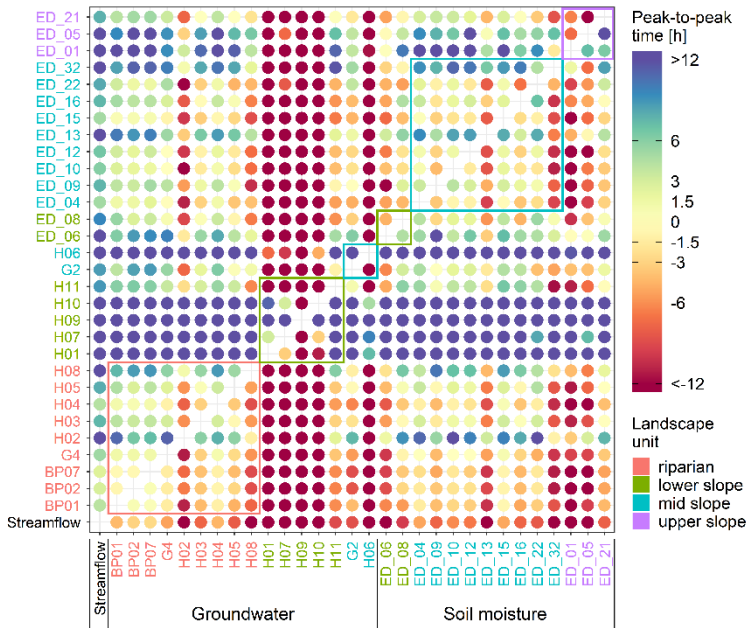 ED_21
ED_05
ED_01
ED_32
ED_22
ED_16
ED_15
ED_13
ED_12
ED_10
ED_09
ED_04
ED_08
ED_06
H06
G2
H11
H10
H09
H07
H01
H08
H05
H04
H03
H02
G4
BP07
BP02
BP01
Streamflow
Streamflow
BP01
BP02
BP07
G4
H02
H03
H04
H05
H08
H01
H07
H09
H10
H11
G2
H06
ED_06
ED_08
ED_04
ED_09
ED_10
ED_12
ED_13
ED_15
ED_16
ED_22
ED_32
ED_01
ED_05
ED_21
Groundwater
Soil moisture
Peak-to-peak
time [h]
>12
6
3
1.5
0
-1.5
-3
-6
<-12
Landscape
unit
riparian
lower slope
mid slope
upper slope